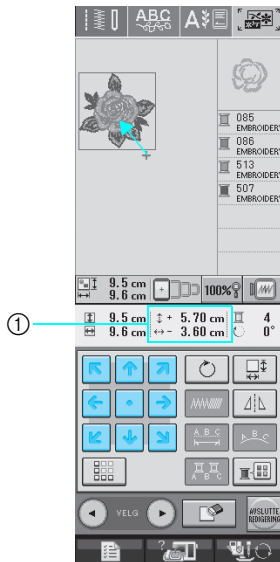 ABC
A
085
EMBROIDERY
086
EMBROIDERY
513
EMBROIDERY
507
EMBROIDERY
9.5 cm
9.6 cm
100%
9.5 cm + 5.70 cm 4
9.6 cm - 3.60 cm 0°
1
A B C
A B C
A B C
VELG
AVSLUTTE
REDIGERING
?